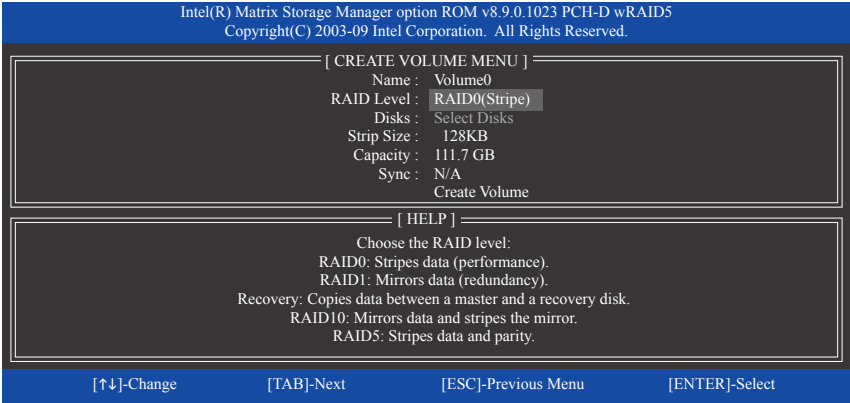 Intel(R) Matrix Storage Manager option ROM v8.9.0.1023 PCH-D wRAID5
Copyright(C) 2003-09 Intel Corporation. All Rights Reserved.
[ CREATE VOLUME MENU ]
Name : Volume0
RAID Level : RAID0(Stripe)
Disks : Select Disks
Strip Size : 128KB
Capacity : 111.7 GB
Sync : N/A
Create Volume
[ HELP ]
Choose the RAID level:
RAID0: Stripes data (performance).
RAID1: Mirrors data (redundancy).
Recovery: Copies data between a master and a recovery disk.
RAID10: Mirrors data and stripes the mirror.
RAID5: Stripes data and parity.
[↑↓]-Change [TAB]-Next [ESC]-Previous Menu [ENTER]-Select